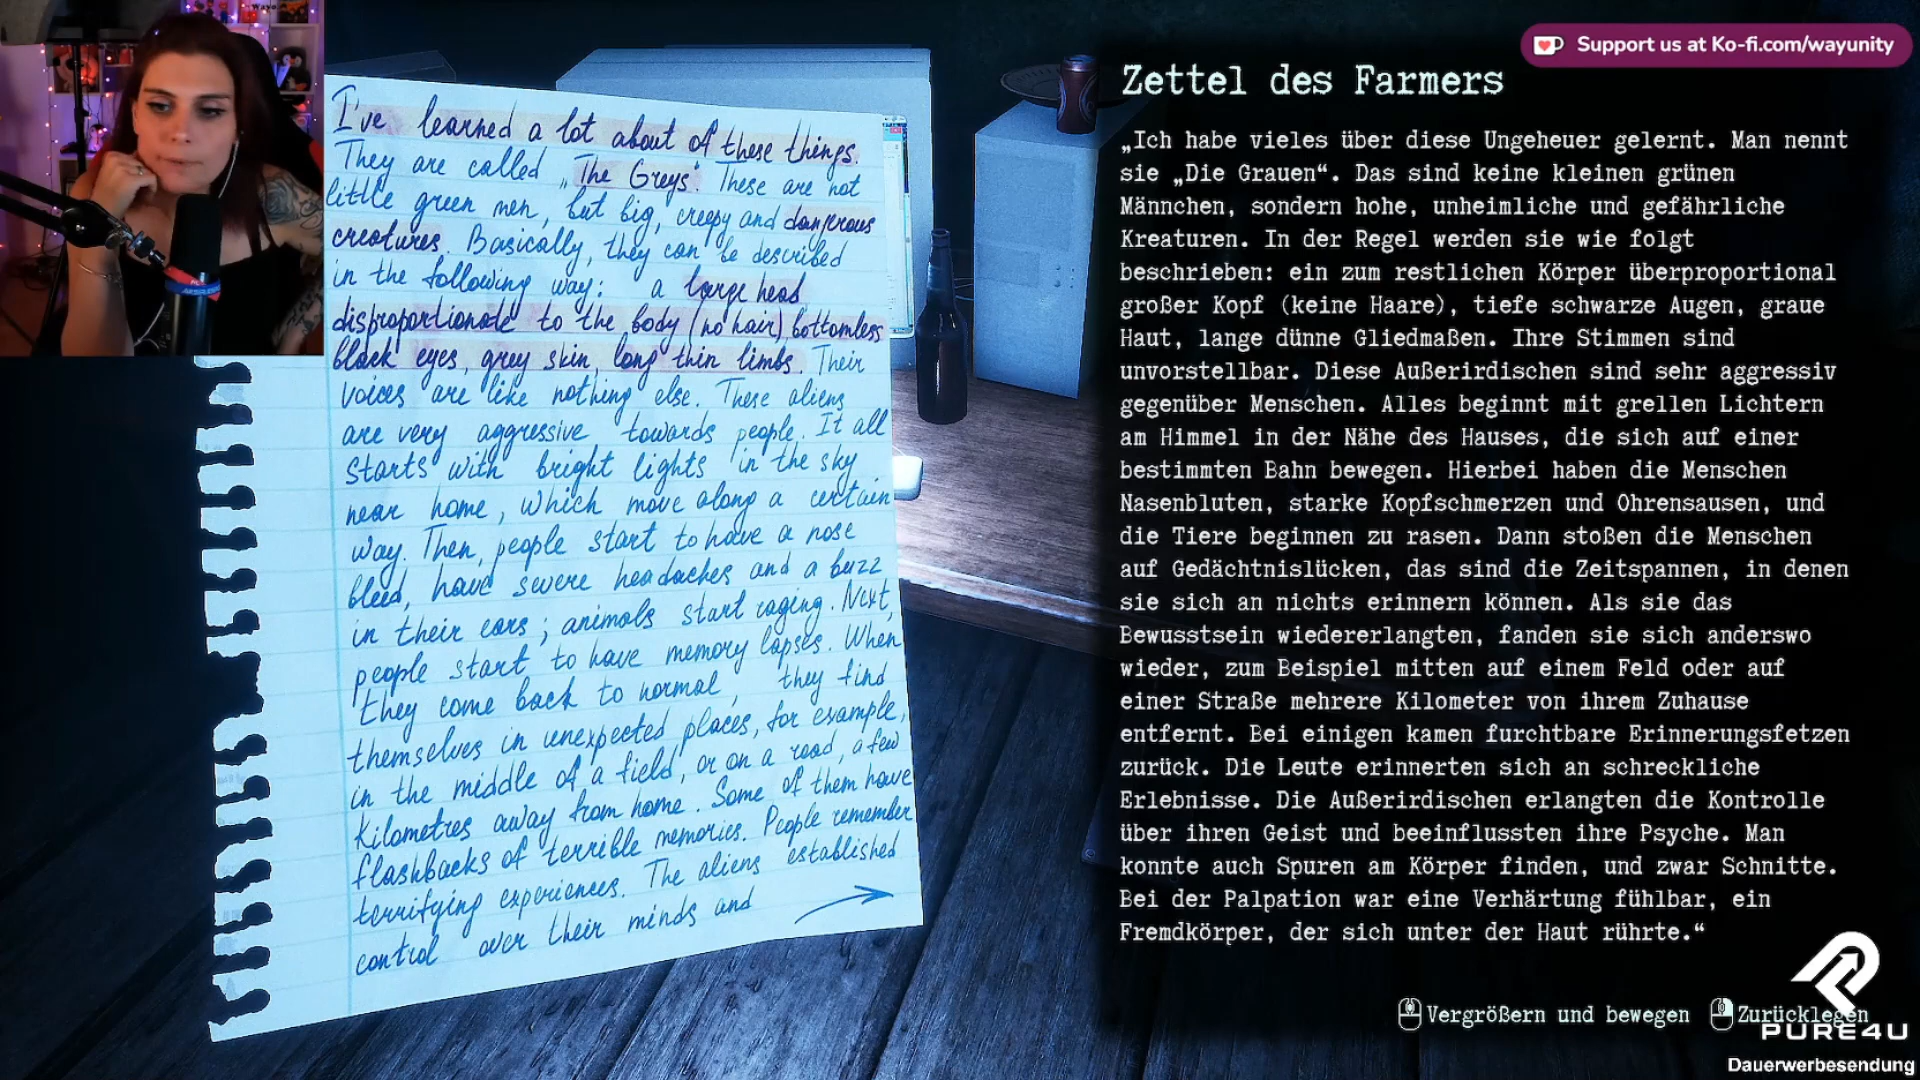 Support us at Ko-fi.com/wayunity
I've learned a lot about of these things.
They are called „The Greys". These are not
little green men, but big, creepy and dangerous
creatures. Basically, they can be described
in the following way: a large head
disproportionate to the body (no hair) bottomless
black eyes, grey skin, long thin limbs. Their
voices are like nothing else. These aliens
are very aggressive towards people. It all
starts with bright lights in the sky
near home, which move along a certain
way. Then, people start to have a nose
bleed, have severe headaches and a buzz
in their ears; animals start raging. Next,
people start to have memory lapses. When
they come back to normal, they find
themselves in unexpected places, for example,
in the middle of a field, or on a road, a few
kilometres away from home. Some of them have
flashbacks of terrible memories. People remember
terrifying experiences. The aliens established
control over their minds and
Zettel des Farmers
„Ich habe vieles über diese Ungeheuer gelernt. Man nennt
sie „Die Grauen“. Das sind keine kleinen grünen
Männchen, sondern hohe, unheimliche und gefährliche
Kreaturen. In der Regel werden sie wie folgt
beschrieben: ein zum restlichen Körper überproportional
großer Kopf (keine Haare), tiefe schwarze Augen, graue
Haut, lange dünne Gliedmaßen. Ihre Stimmen sind
unvorstellbar. Diese Außerirdischen sind sehr aggressiv
gegenüber Menschen. Alles beginnt mit grellen Lichtern
am Himmel in der Nähe des Hauses, die sich auf einer
bestimmten Bahn bewegen. Hierbei haben die Menschen
Nasenbluten, starke Kopfschmerzen und Ohrensausen, und
die Tiere beginnen zu rasen. Dann stoßen die Menschen
auf Gedächtnislücken, das sind die Zeitspannen, in denen
sie sich an nichts erinnern können. Als sie das
Bewusstsein wiedererlangten, fanden sie sich anderswo
wieder, zum Beispiel mitten auf einem Feld oder auf
einer Straße mehrere Kilometer von ihrem Zuhause
entfernt. Bei einigen kamen furchtbare Erinnerungsfetzen
zurück. Die Leute erinnerten sich an schreckliche
Erlebnisse. Die Außerirdischen erlangten die Kontrolle
über ihren Geist und beeinflussten ihre Psyche. Man
konnte auch Spuren am Körper finden, und zwar Schnitte.
Bei der Palpation war eine Verhärtung fühlbar, ein
Fremdkörper, der sich unter der Haut rührte.“
Vergrößern und bewegen Zurücklegen
PURE4U
Dauerwerbesendung